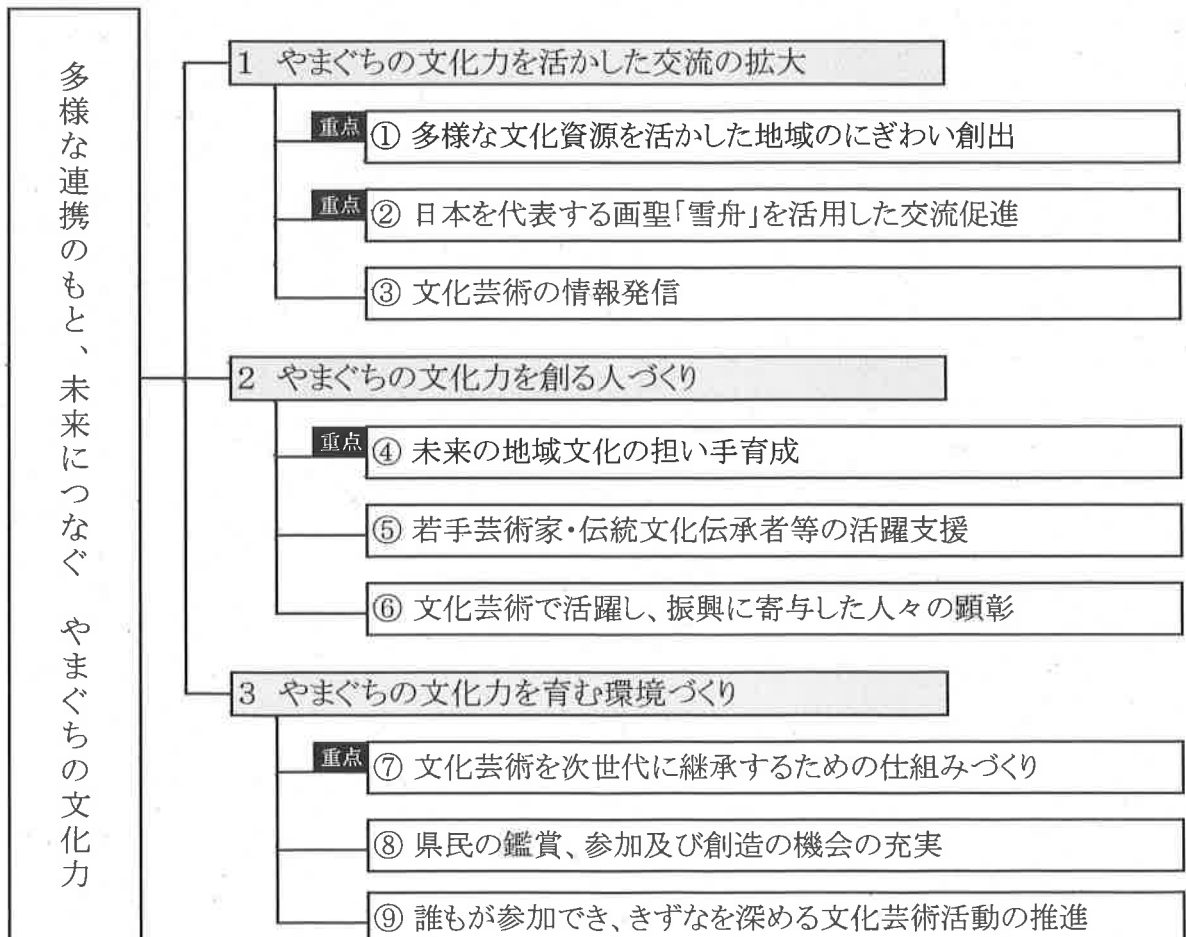 多様な連携のもと、未来につなぐ　やまぐちの文化力
1 やまぐちの文化力を活かした交流の拡大
重点 ① 多様な文化資源を活かした地域のにぎわい創出
重点 ② 日本を代表する画聖「雪舟」を活用した交流促進
③ 文化芸術の情報発信
2 やまぐちの文化力を創る人づくり
重点 ④ 未来の地域文化の担い手育成
⑤ 若手芸術家・伝統文化伝承者等の活躍支援
⑥ 文化芸術で活躍し、振興に寄与した人々の顕彰
3 やまぐちの文化力を育む環境づくり
重点 ⑦ 文化芸術を次世代に継承するための仕組みづくり
⑧ 県民の鑑賞、参加及び創造の機会の充実
⑨ 誰もが参加でき、きずなを深める文化芸術活動の推進